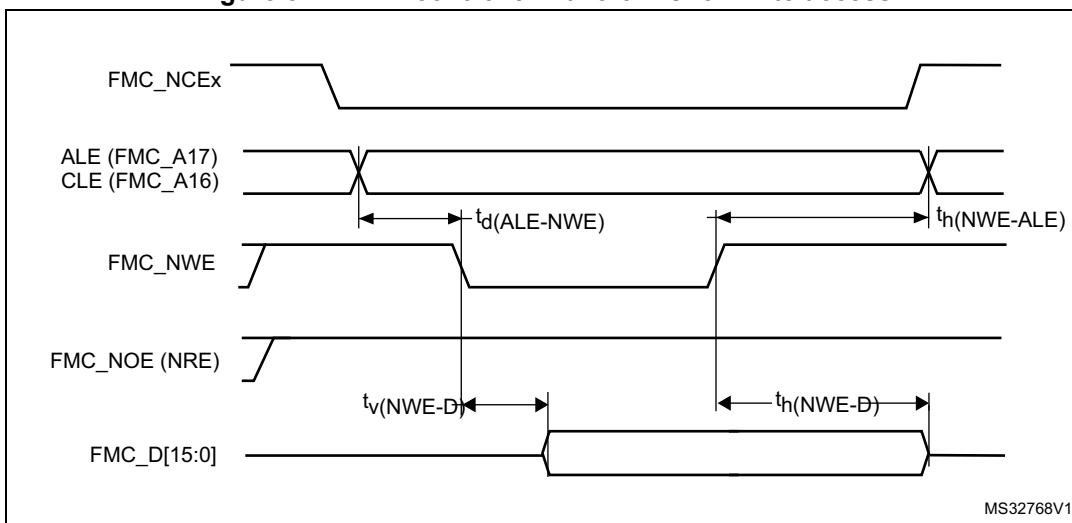 FMC_NCEx
ALE (FMC_A17)
CLE (FMC_A16)
td(ALE-NWE)
th(NWE-ALE)
FMC_NWE
FMC_NOE (NRE)
tv(NWE-D)
th(NWE-D)
FMC_D[15:0]
MS32768V1